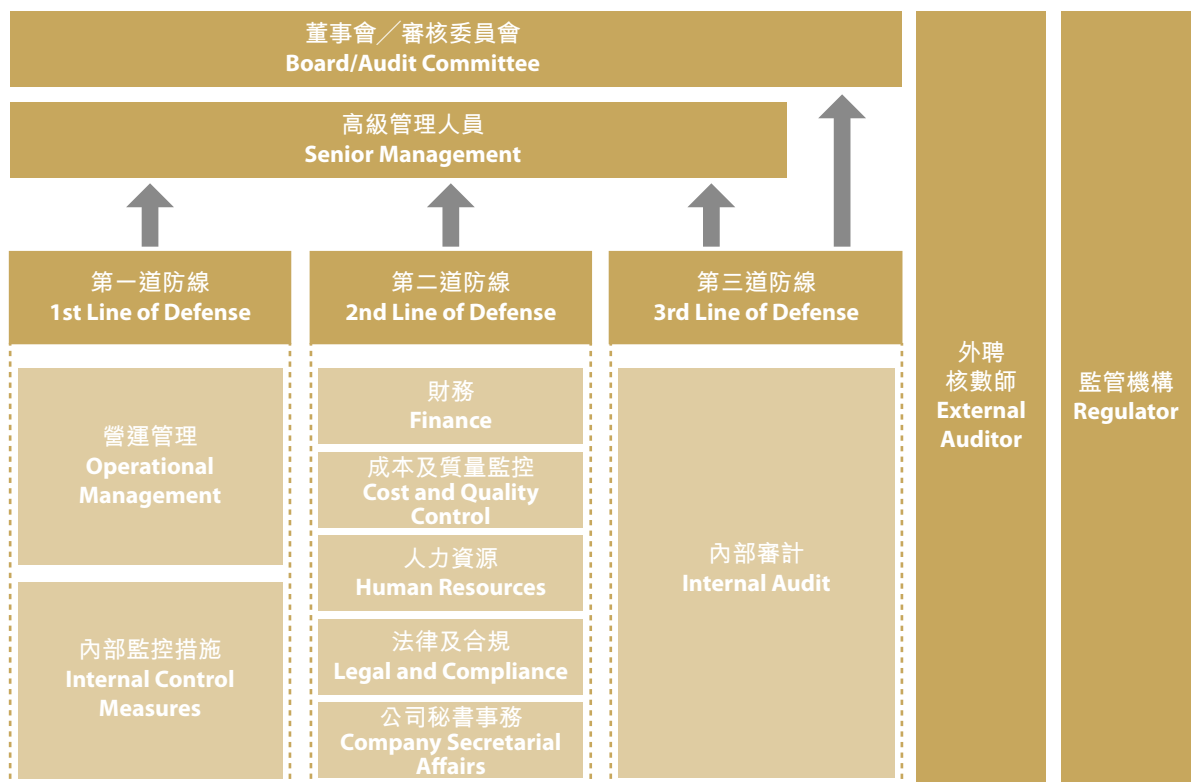 董事會╱審核委員會
Board/Audit Committee
高級管理人員
Senior Management
第一道防線
1st Line of Defense
營運管理
Operational
Management
內部監控措施
Internal Control
Measures
第二道防線
2nd Line of Defense
財務
Finance
成本及質量監控
Cost and Quality
Control
人力資源
Human Resources
法律及合規
Legal and Compliance
公司秘書事務
Company Secretarial
Affairs
第三道防線
3rd Line of Defense
內部審計
Internal Audit
外聘
核數師
External
Auditor
監管機構
Regulator